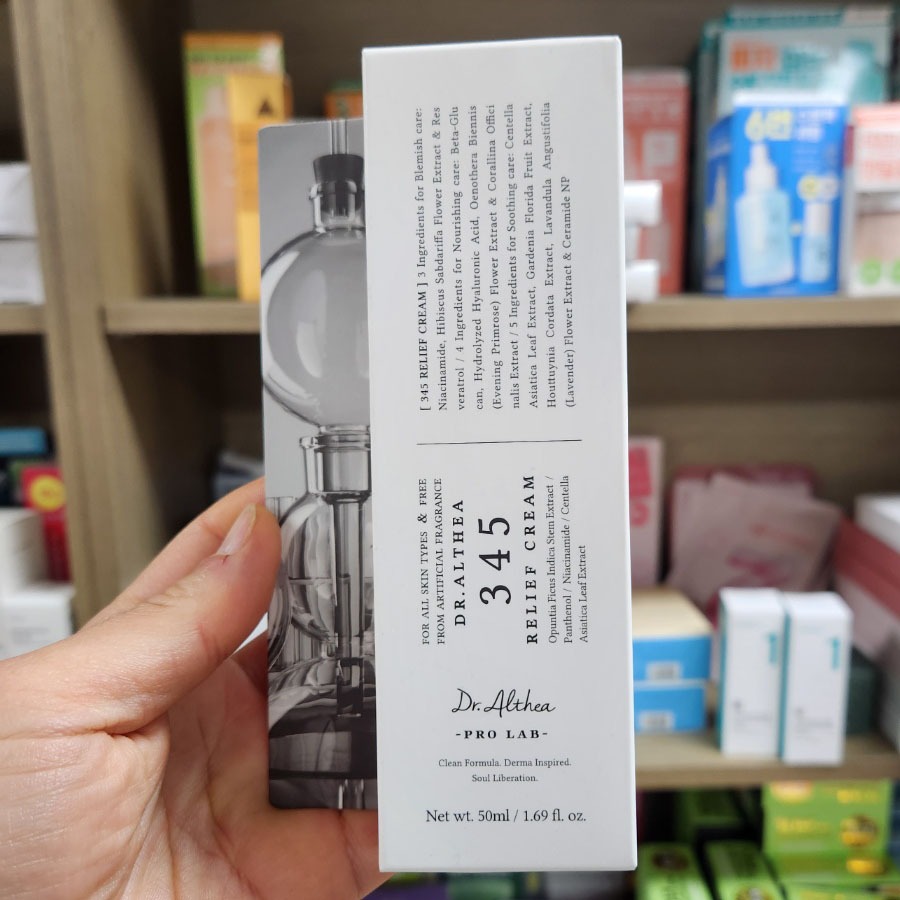 [ 345 RELIEF CREAM ] 3 Ingredients for Blemish care:
Niacinamide, Hibiscus Sabdariffa Flower Extract & Res
veratrol / 4 Ingredients for Nourishing care: Beta-Glu
can, Hydrolyzed Hyaluronic Acid, Oenothera Biennis
(Evening Primrose) Flower Extract & Corallina Offici
nalis Extract / 5 Ingredients for Soothing care: Centella
Asiatica Leaf Extract, Gardenia Florida Fruit Extract,
Houttuynia Cordata Extract, Lavandula Angustifolia
(Lavender) Flower Extract & Ceramide NP
FOR ALL SKIN TYPES & FREE
FROM ARTIFICIAL FRAGRANCE
DR.ALTHEA
345
RELIEF CREAM
Opuntia Ficus Indica Stem Extract /
Panthenol / Niacinamide / Centella
Asiatica Leaf Extract
Dr. Althea
-PRO LAB-
Clean Formula. Derma Inspired.
Soul Liberation.
Net wt. 50ml / 1.69 fl. oz.